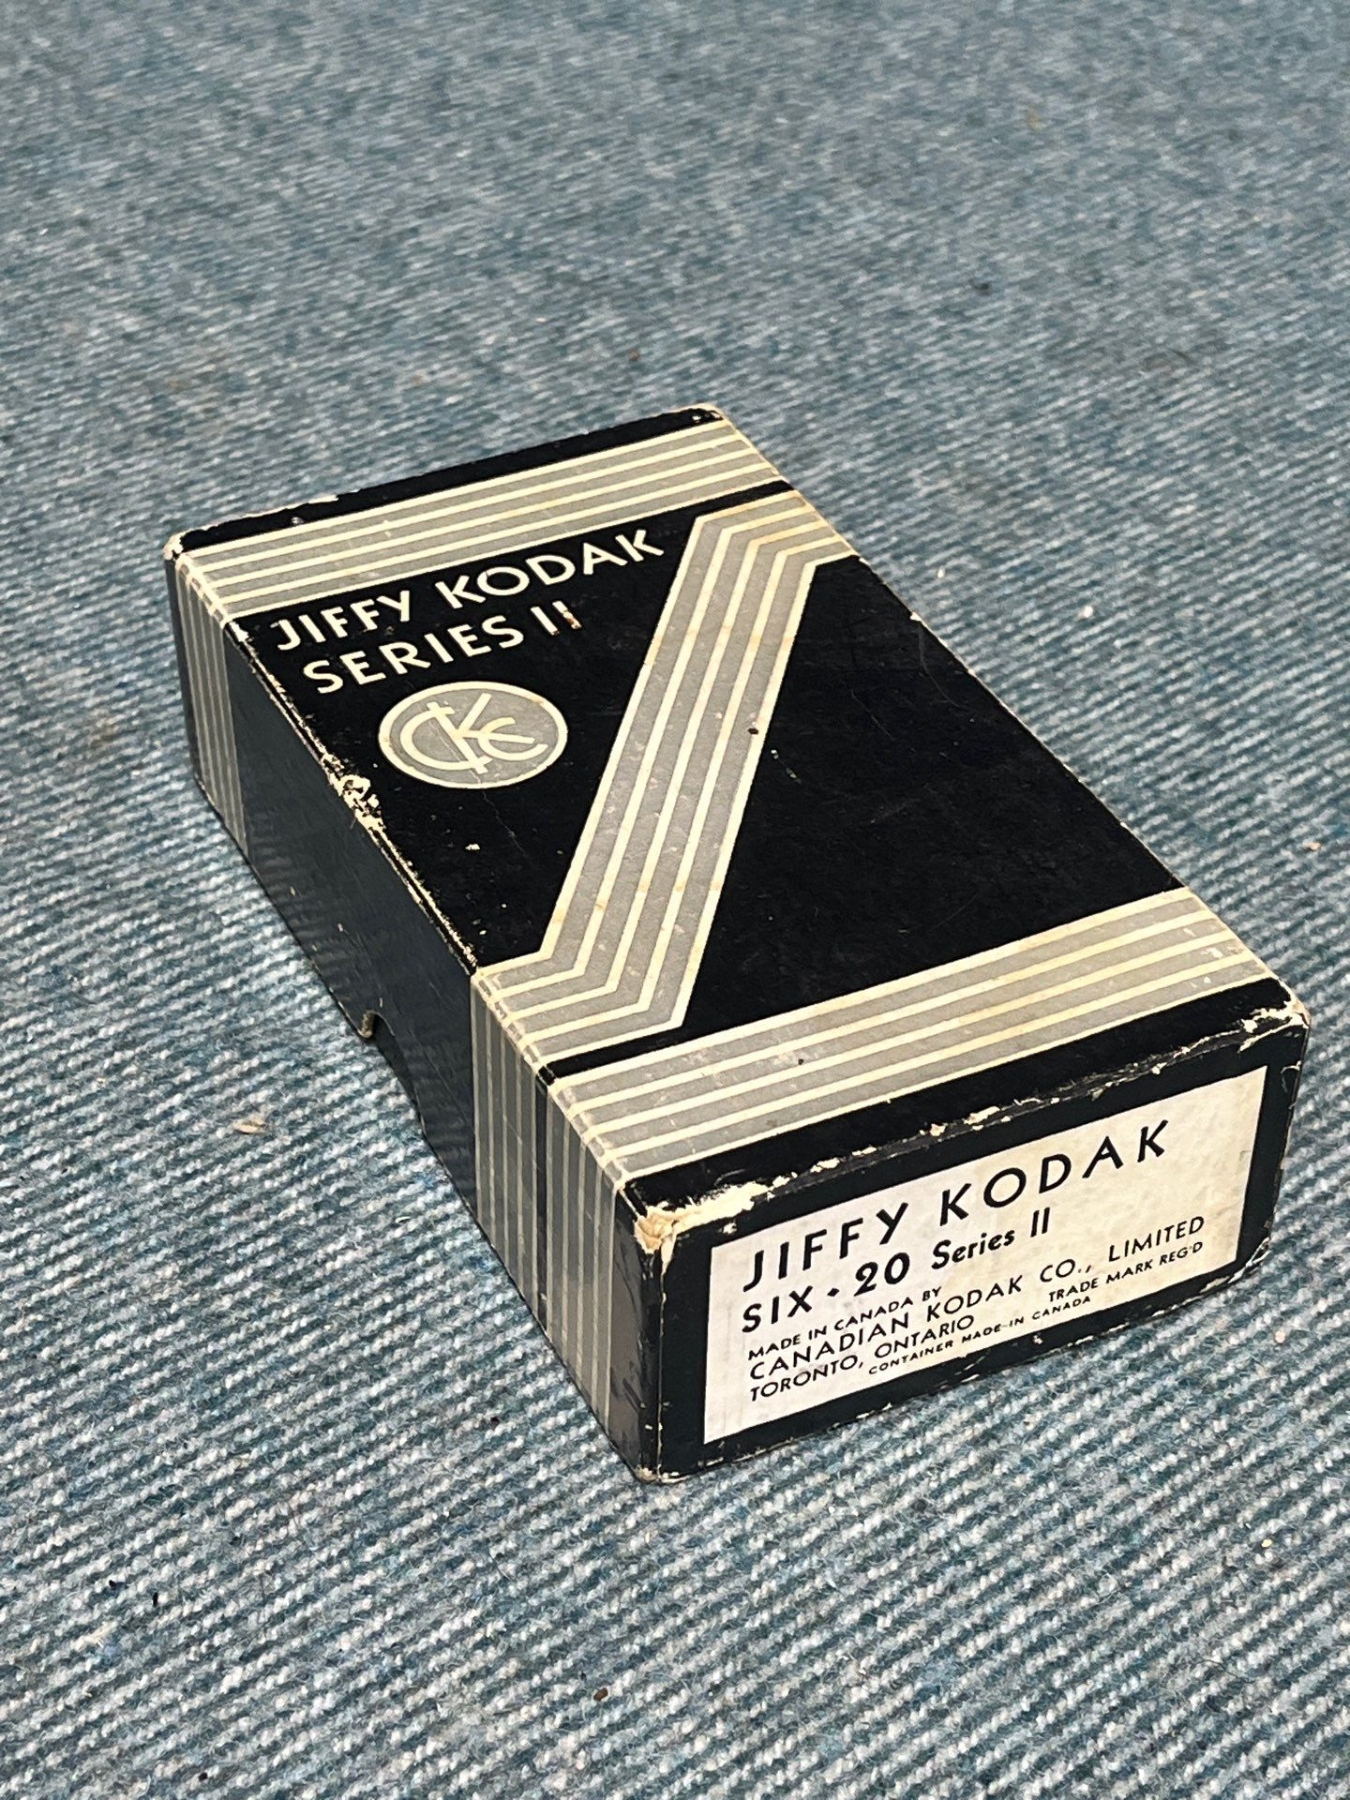 JIFFY KODAK
SERIES II
CKC
JIFFY KODAK
SIX-20 Series II
MADE IN CANADA BY
CANADIAN KODAK CO., LIMITED
TORONTO, ONTARIO TRADE MARK REG'D
CONTAINER MADE IN CANADA